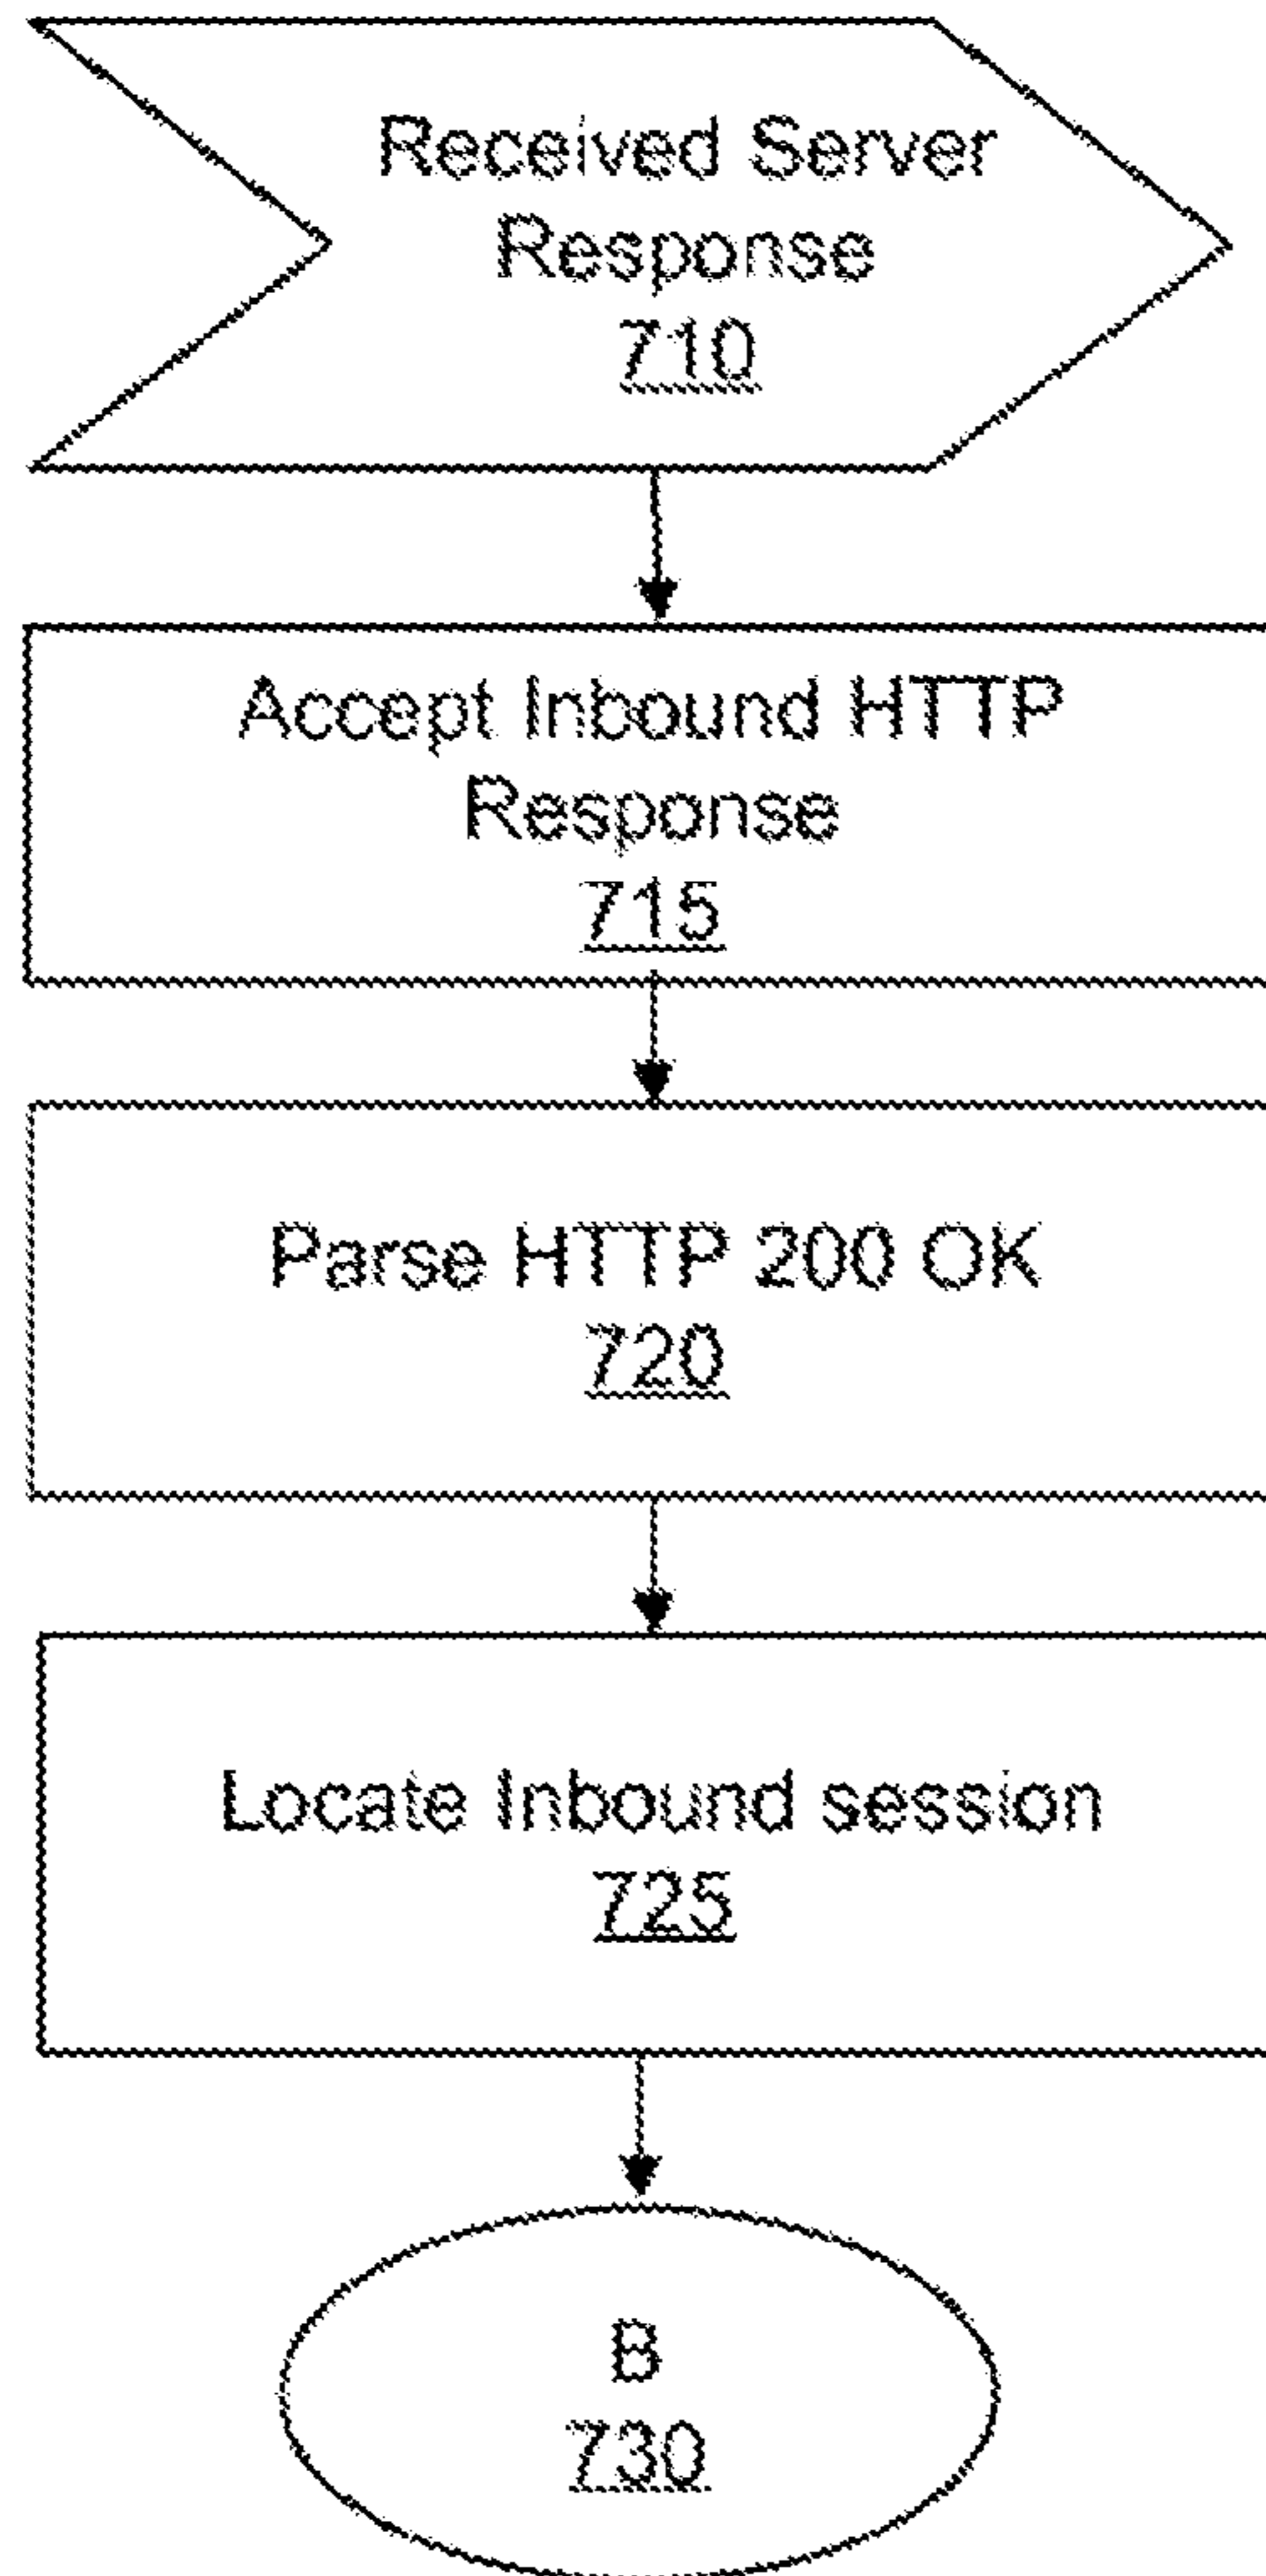 Received Server
Response
710
Accept Inbound HTTP
Response
715
Parse HTTP 200 OK
720
Locate Inbound session
725
B
730